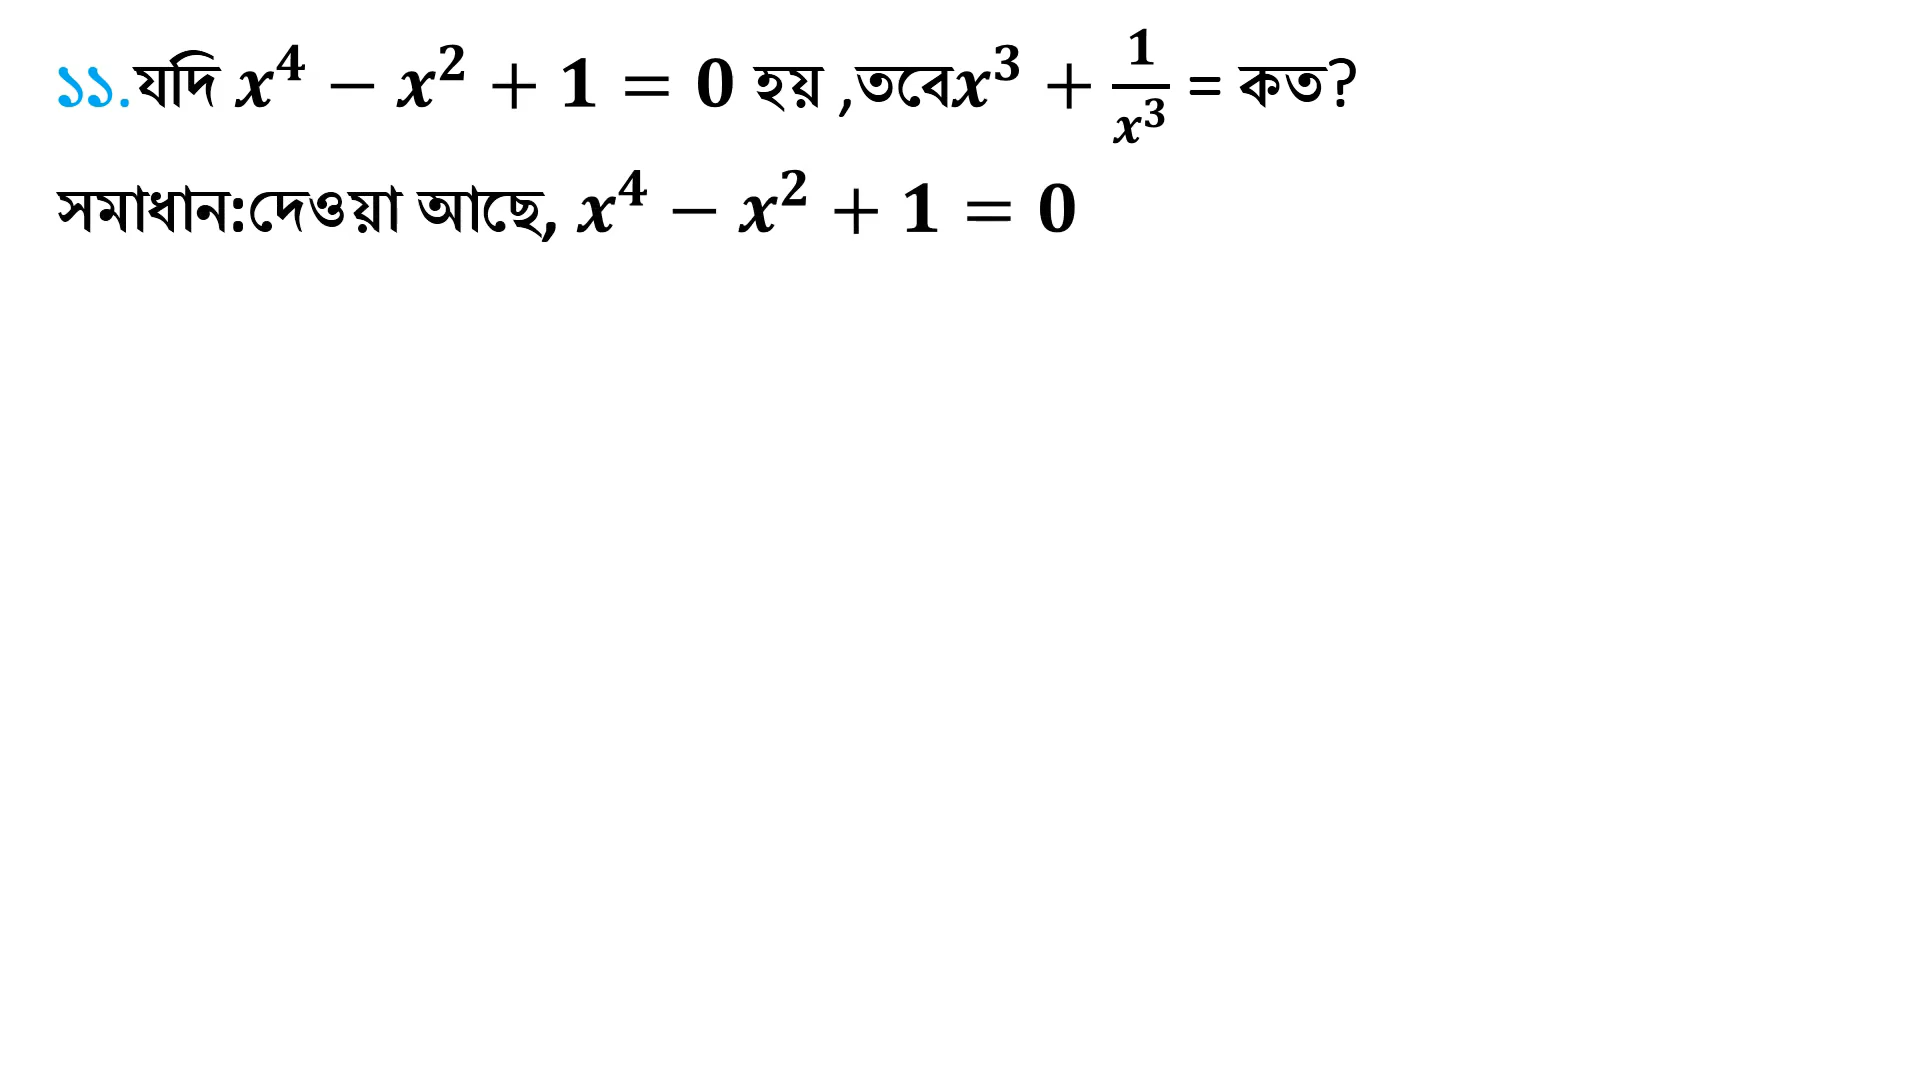 ১১.যদি x⁴ − x² + 1 = 0 হয় ,তবেx³ + 1/x³ = কত?
সমাধান:দেওয়া আছে, x⁴ − x² + 1 = 0